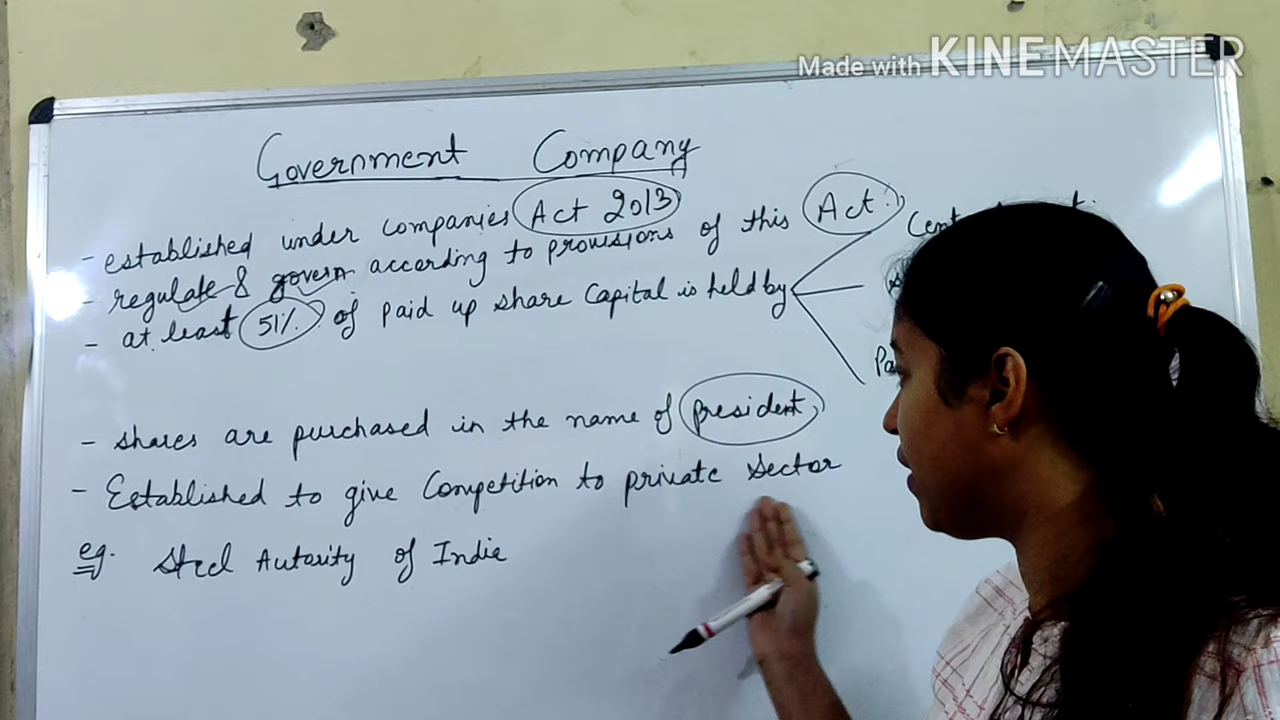 Made with KINEMASTER
Government Company
- established under companies Act 2013
- regulate & govern according to provisions of this Act.
- at least 51% of paid up share capital is held by
- shares are purchased in the name of president,
- Established to give Competition to private sector
eg. Steel Autority of India